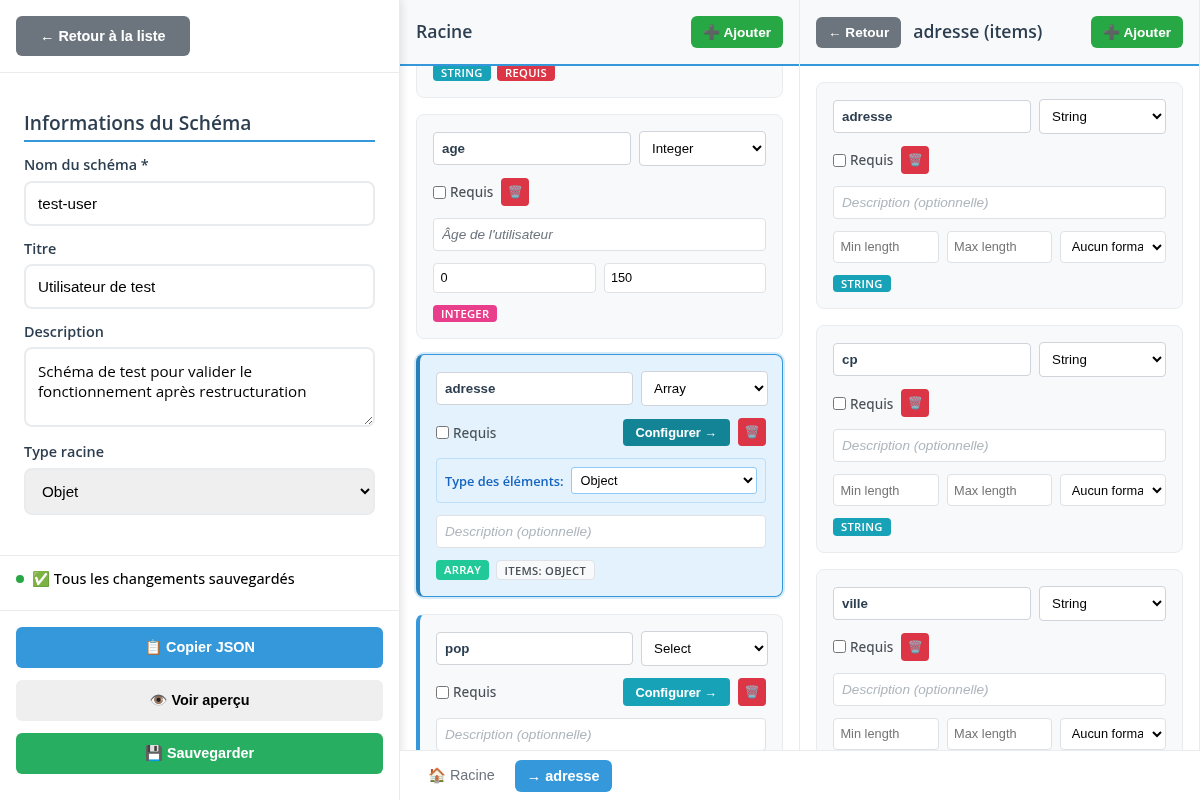 ← Retour à la liste
Informations du Schéma
Nom du schéma *
test-user
Titre
Utilisateur de test
Description
Schéma de test pour valider le
fonctionnement après restructuration
Type racine
Objet
✅ Tous les changements sauvegardés
📋 Copier JSON
👁️ Voir aperçu
💾 Sauvegarder
Racine
➕ Ajouter
STRING REQUIS
age Integer
Requis 🗑️
Âge de l'utilisateur
0 150
INTEGER
adresse Array
Requis Configurer → 🗑️
Type des éléments: Object
Description (optionnelle)
ARRAY ITEMS: OBJECT
pop Select
Requis Configurer → 🗑️
Description (optionnelle)
← Retour adresse (items) ➕ Ajouter
adresse String
Requis 🗑️
Description (optionnelle)
Min length Max length Aucun forma
STRING
cp String
Requis 🗑️
Description (optionnelle)
Min length Max length Aucun forma
STRING
ville String
Requis 🗑️
Description (optionnelle)
Min length Max length Aucun forma
🏠 Racine → adresse